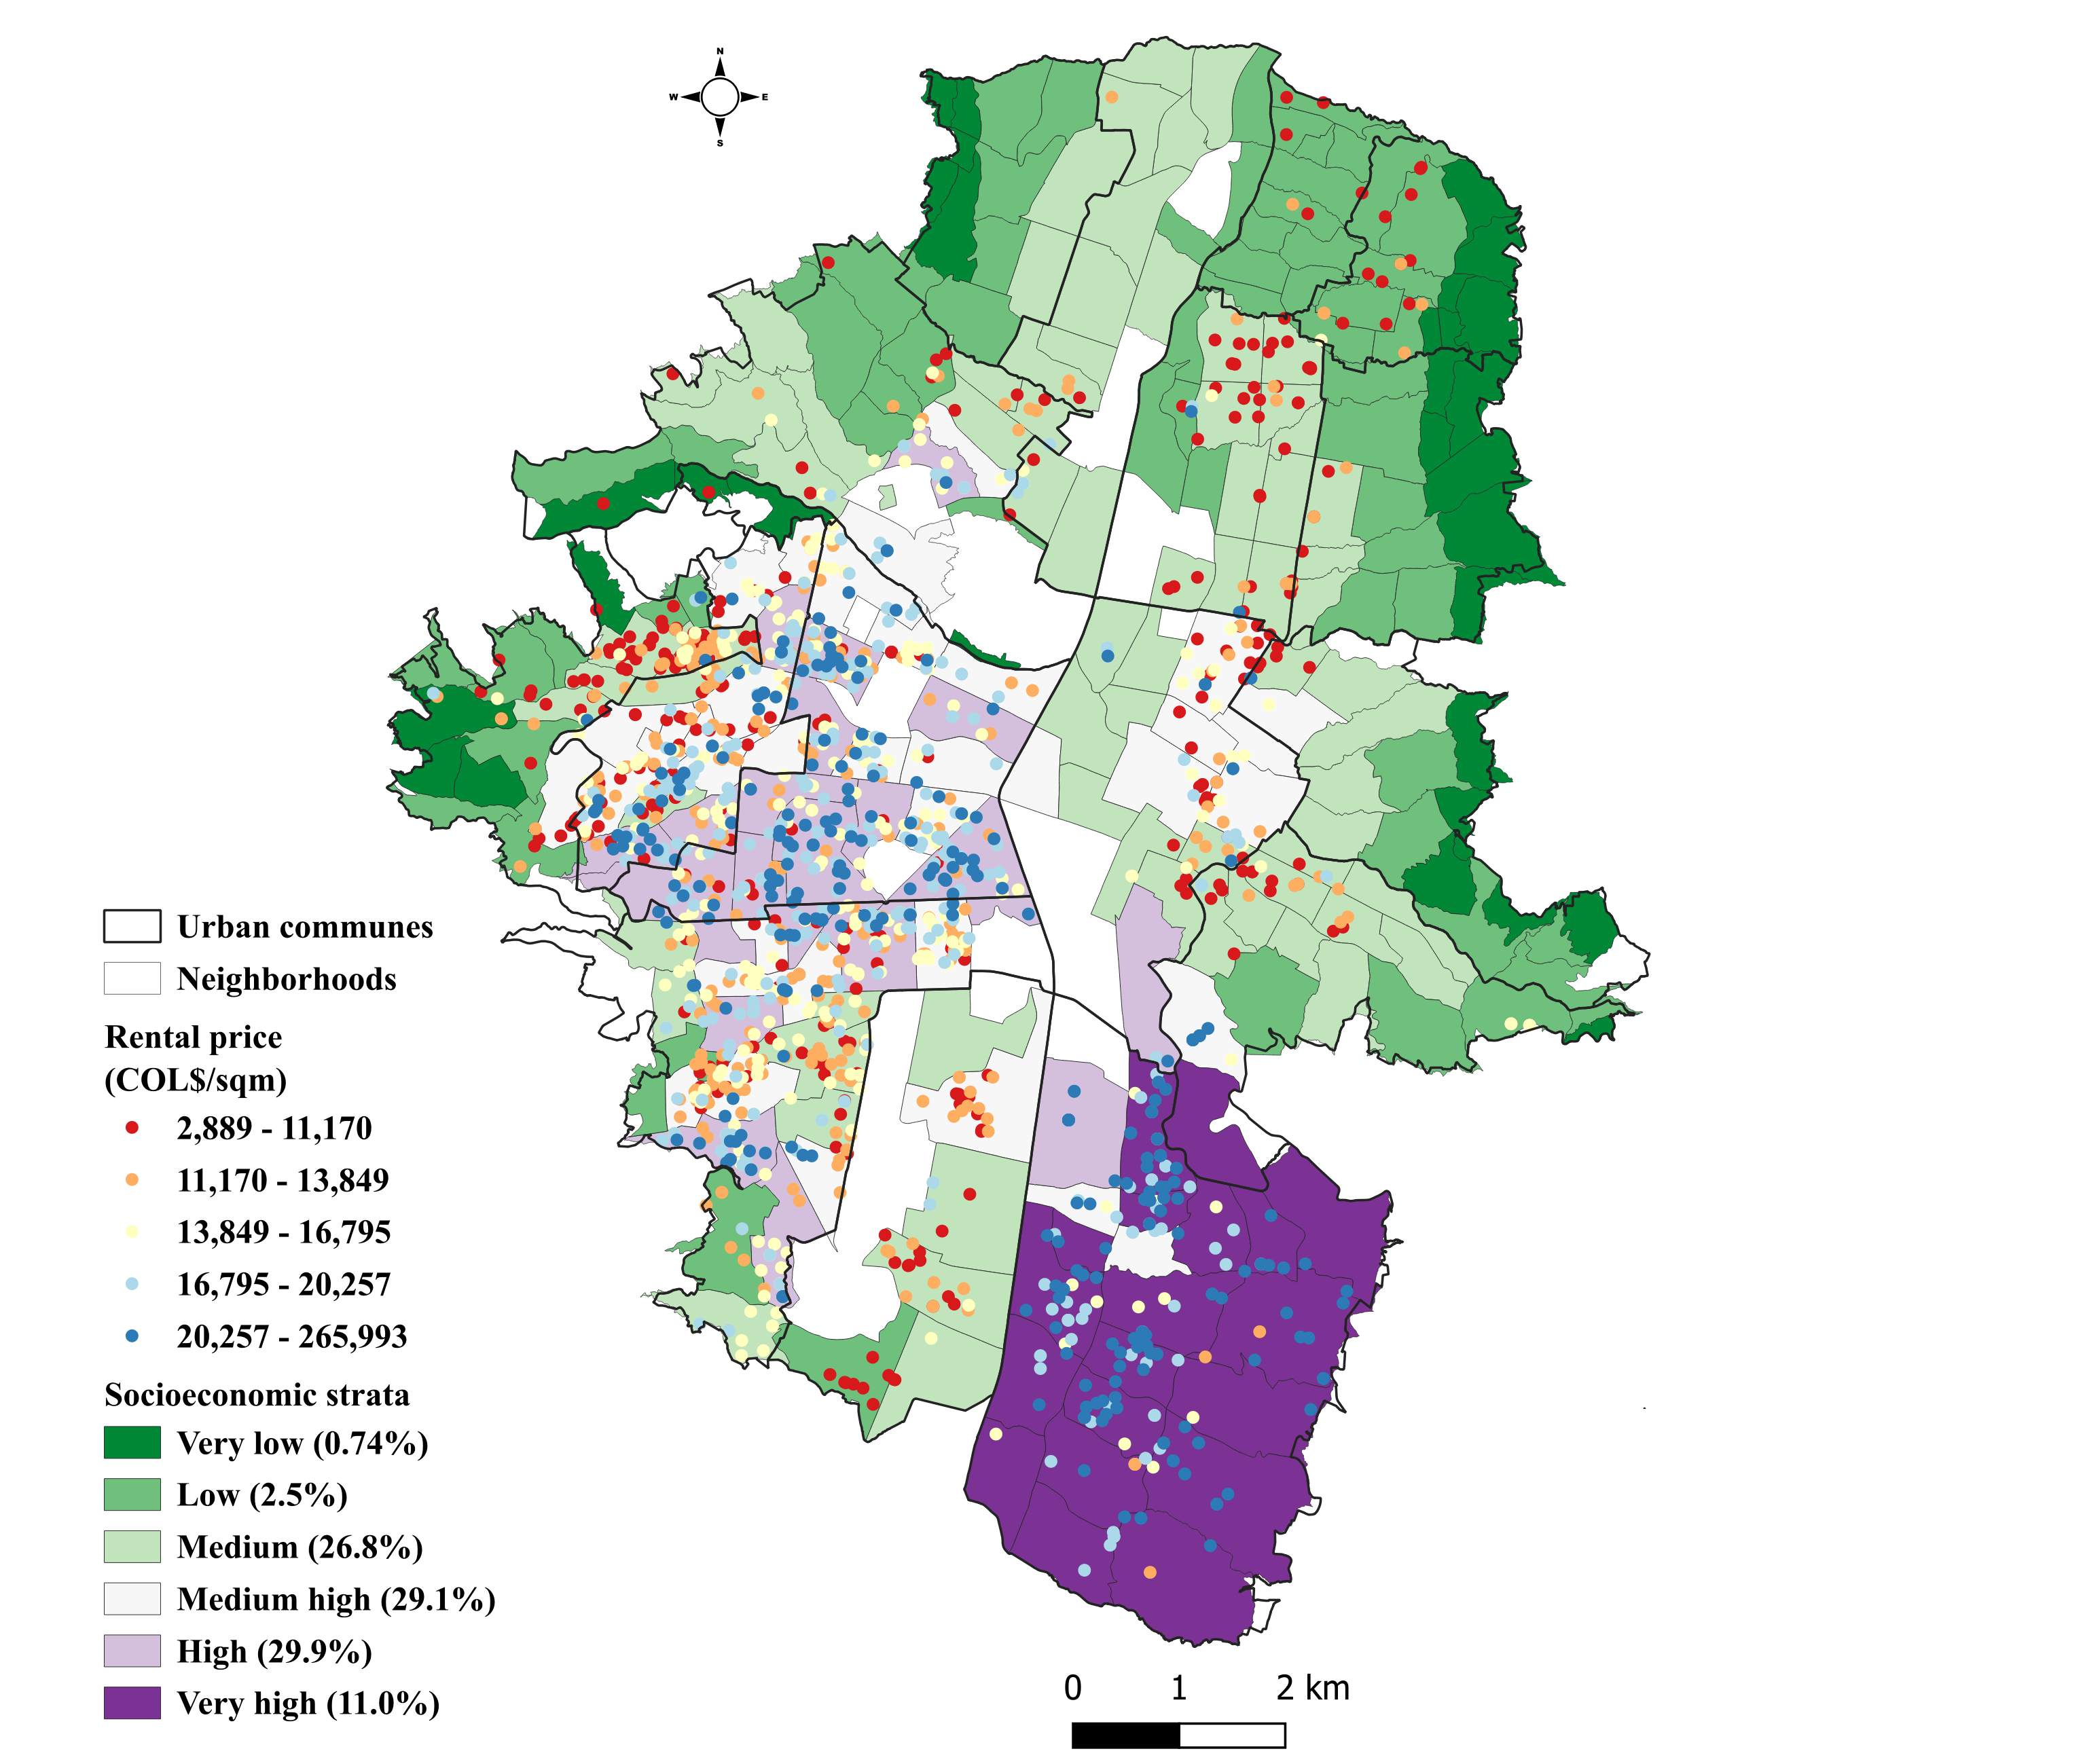 N
W E
S
Urban communes
Neighborhoods
Rental price
(COL$/sqm)
2,889 - 11,170
11,170 - 13,849
13,849 - 16,795
16,795 - 20,257
20,257 - 265,993
Socioeconomic strata
Very low (0.74%)
Low (2.5%)
Medium (26.8%)
Medium high (29.1%)
High (29.9%)
Very high (11.0%)
0 1 2 km